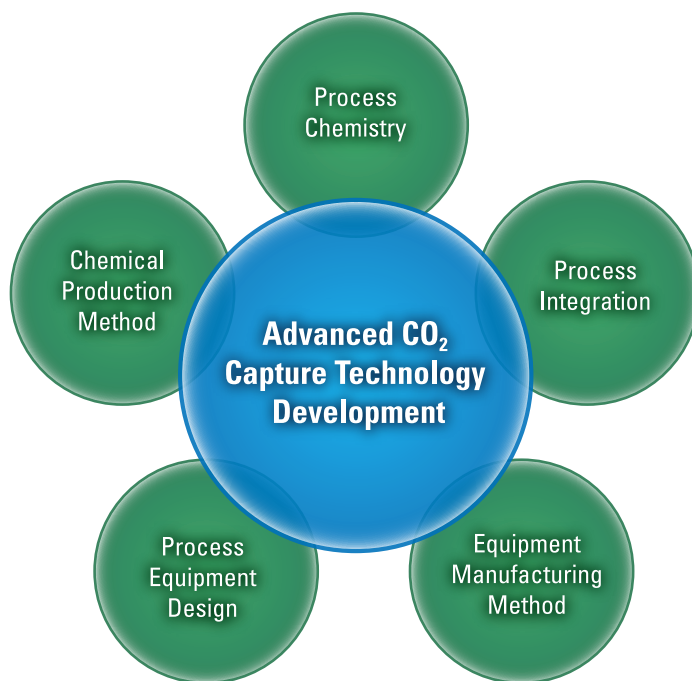 Process
Chemistry
Chemical
Production
Method
Process
Integration
Advanced CO₂
Capture Technology
Development
Process
Equipment
Design
Equipment
Manufacturing
Method